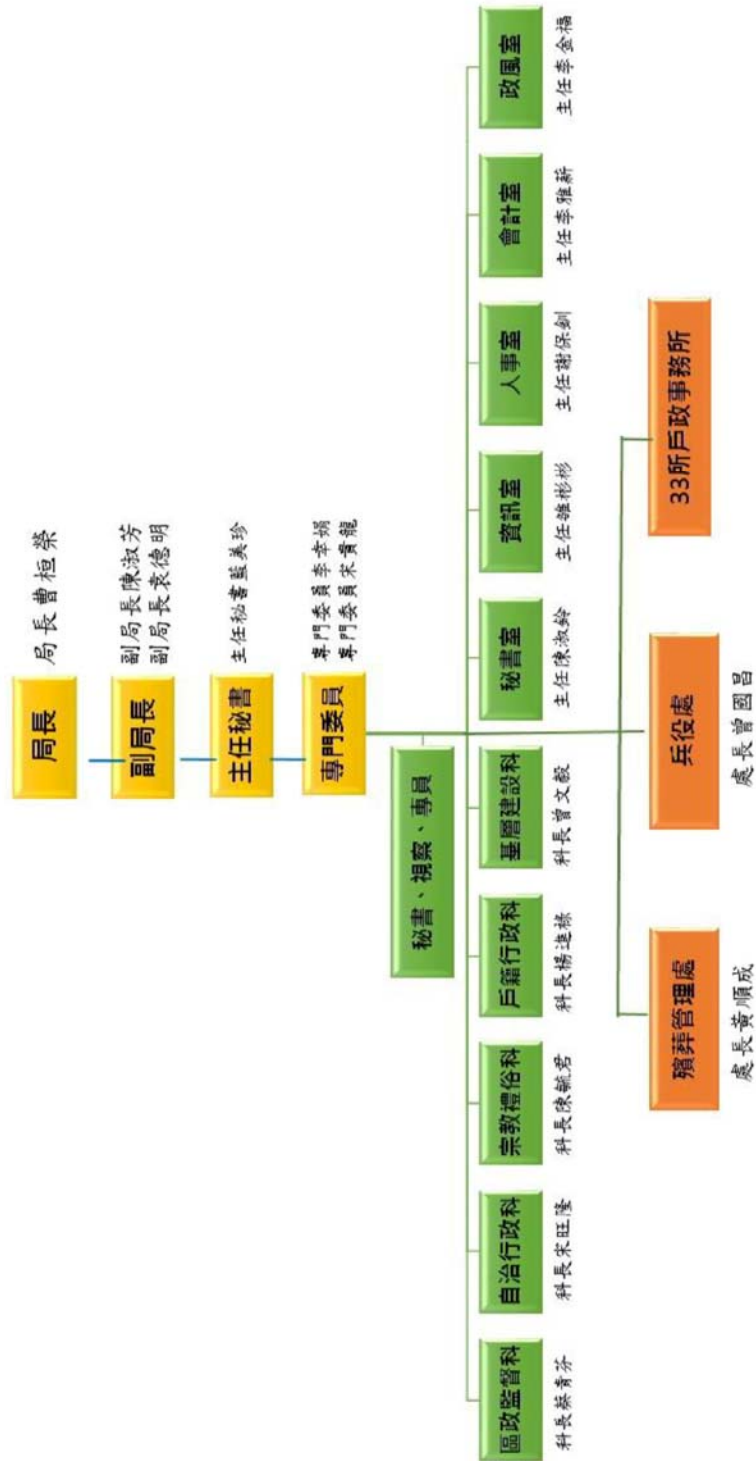 局長
局長曹桓榮
副局長
副局長陳淑芳
副局長袁德明
主任秘書
主任秘書藍美珍
專門委員
專門委員李幸娟
專門委員宋貴龍
秘書、視察、專員
區政監督科
科長蔡青芬
自治行政科
科長宋旺隆
宗教禮俗科
科長陳毓君
戶籍行政科
科長楊進祿
基層建設科
科長曾文毅
秘書室
主任陳淑鈴
資訊室
主任雒彬彬
人事室
主任謝保釧
會計室
主任李雅薪
政風室
主任李金福
殯葬管理處
處長黃順成
兵役處
處長曾國昌
33所戶政事務所